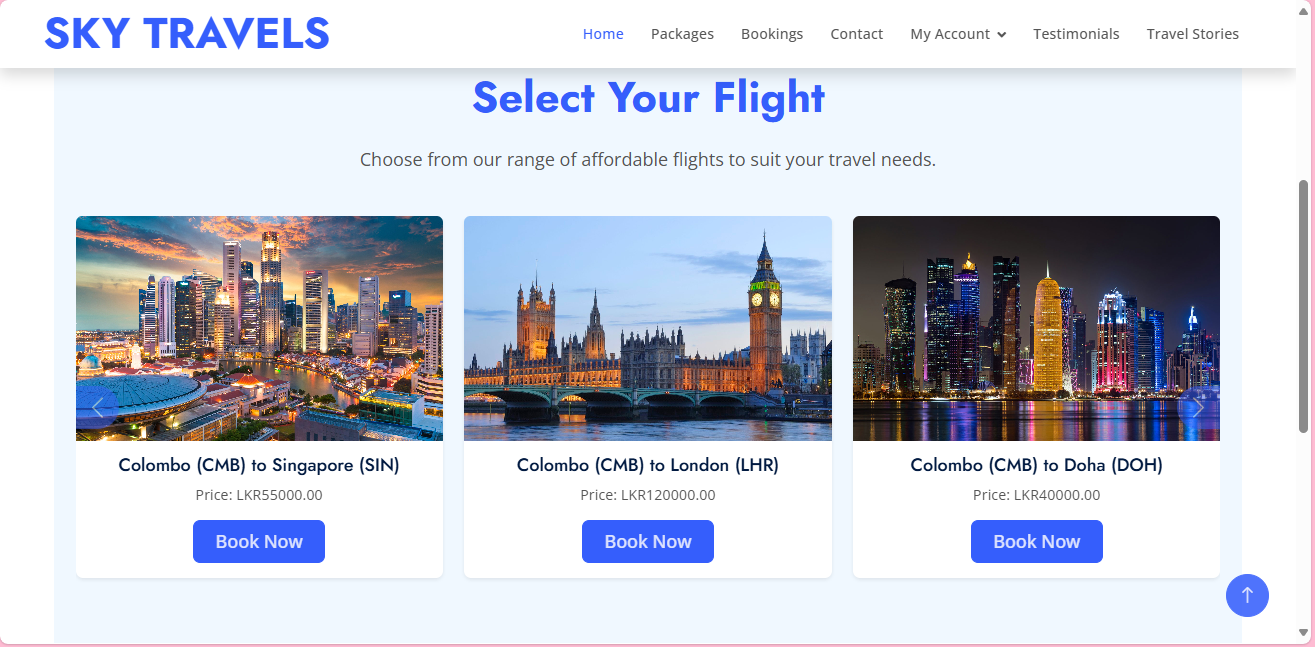 SKY TRAVELS
Home Packages Bookings Contact My Account Testimonials Travel Stories
Select Your Flight
Choose from our range of affordable flights to suit your travel needs.
Colombo (CMB) to Singapore (SIN)
Price: LKR55000.00
Book Now
Colombo (CMB) to London (LHR)
Price: LKR120000.00
Book Now
Colombo (CMB) to Doha (DOH)
Price: LKR40000.00
Book Now